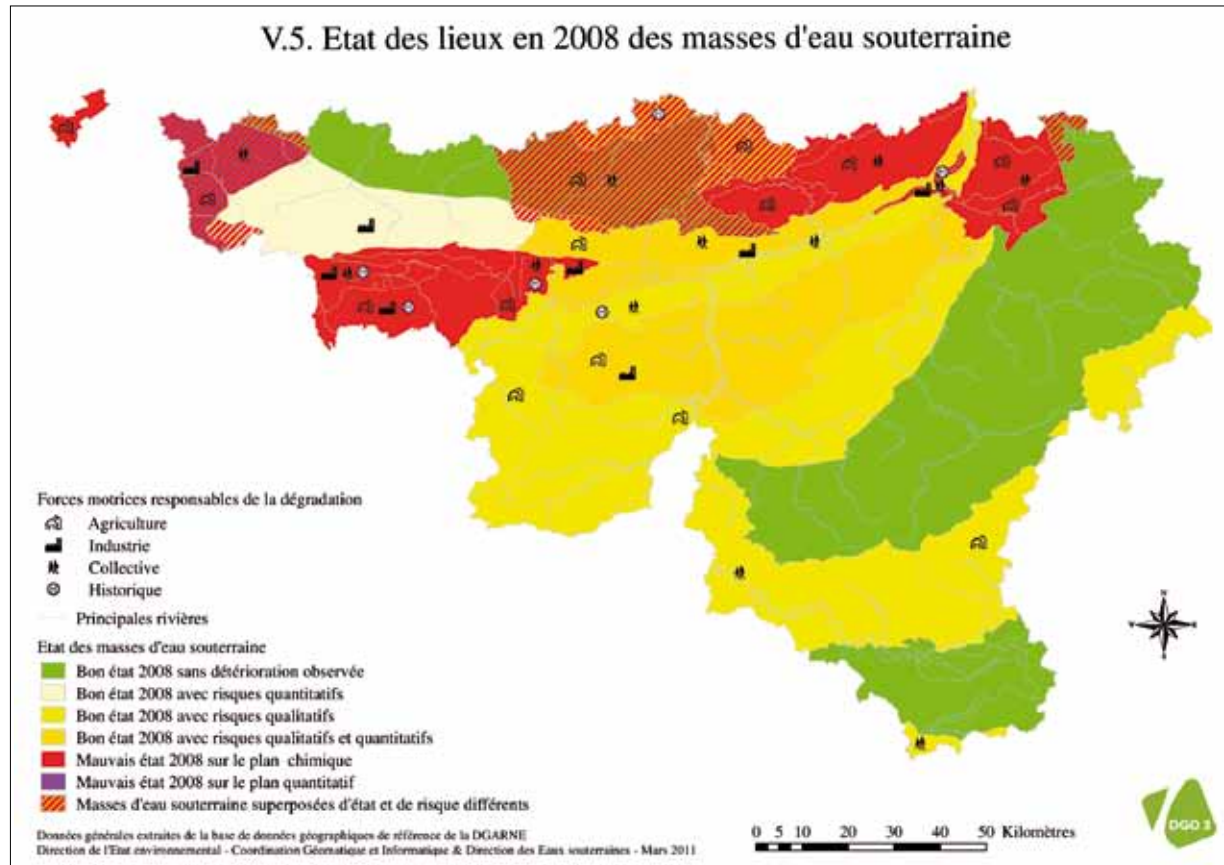 V.5. Etat des lieux en 2008 des masses d'eau souterraine
Forces motrices responsables de la dégradation
Agriculture
Industrie
Collective
Historique
Principales rivières
Etat des masses d'eau souterraine
Bon état 2008 sans détérioration observée
Bon état 2008 avec risques quantitatifs
Bon état 2008 avec risques qualitatifs
Bon état 2008 avec risques qualitatifs et quantitatifs
Mauvais état 2008 sur le plan chimique
Mauvais état 2008 sur le plan quantitatif
Masses d'eau souterraine superposées d'état et de risque différents
Données générales extraites de la base de données géographiques de référence de la DGARNE
Direction de l'Etat environnemental - Coordination Géomatique et Informatique & Direction des Eaux souterraines - Mars 2011
0 5 10 20 30 40 50 Kilomètres
N
S
DGO 3